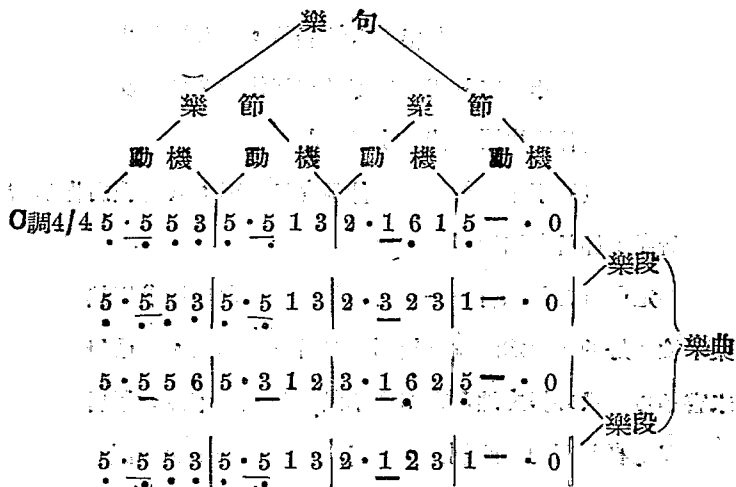 樂句
樂節 樂節
動機 動機 動機 動機
C調4/4 5·5 5 3|5·5 1 3|2·1 6 1|5—·0|
樂段
5·5 5 3|5·5 1 3|2·3 2 3|1—·0|
樂曲
5·5 5 6|5·3 1 2|3·1 6 2|5—·0|
樂段
5·5 5 3|5·5 1 3|2·1 2 3|1—·0|